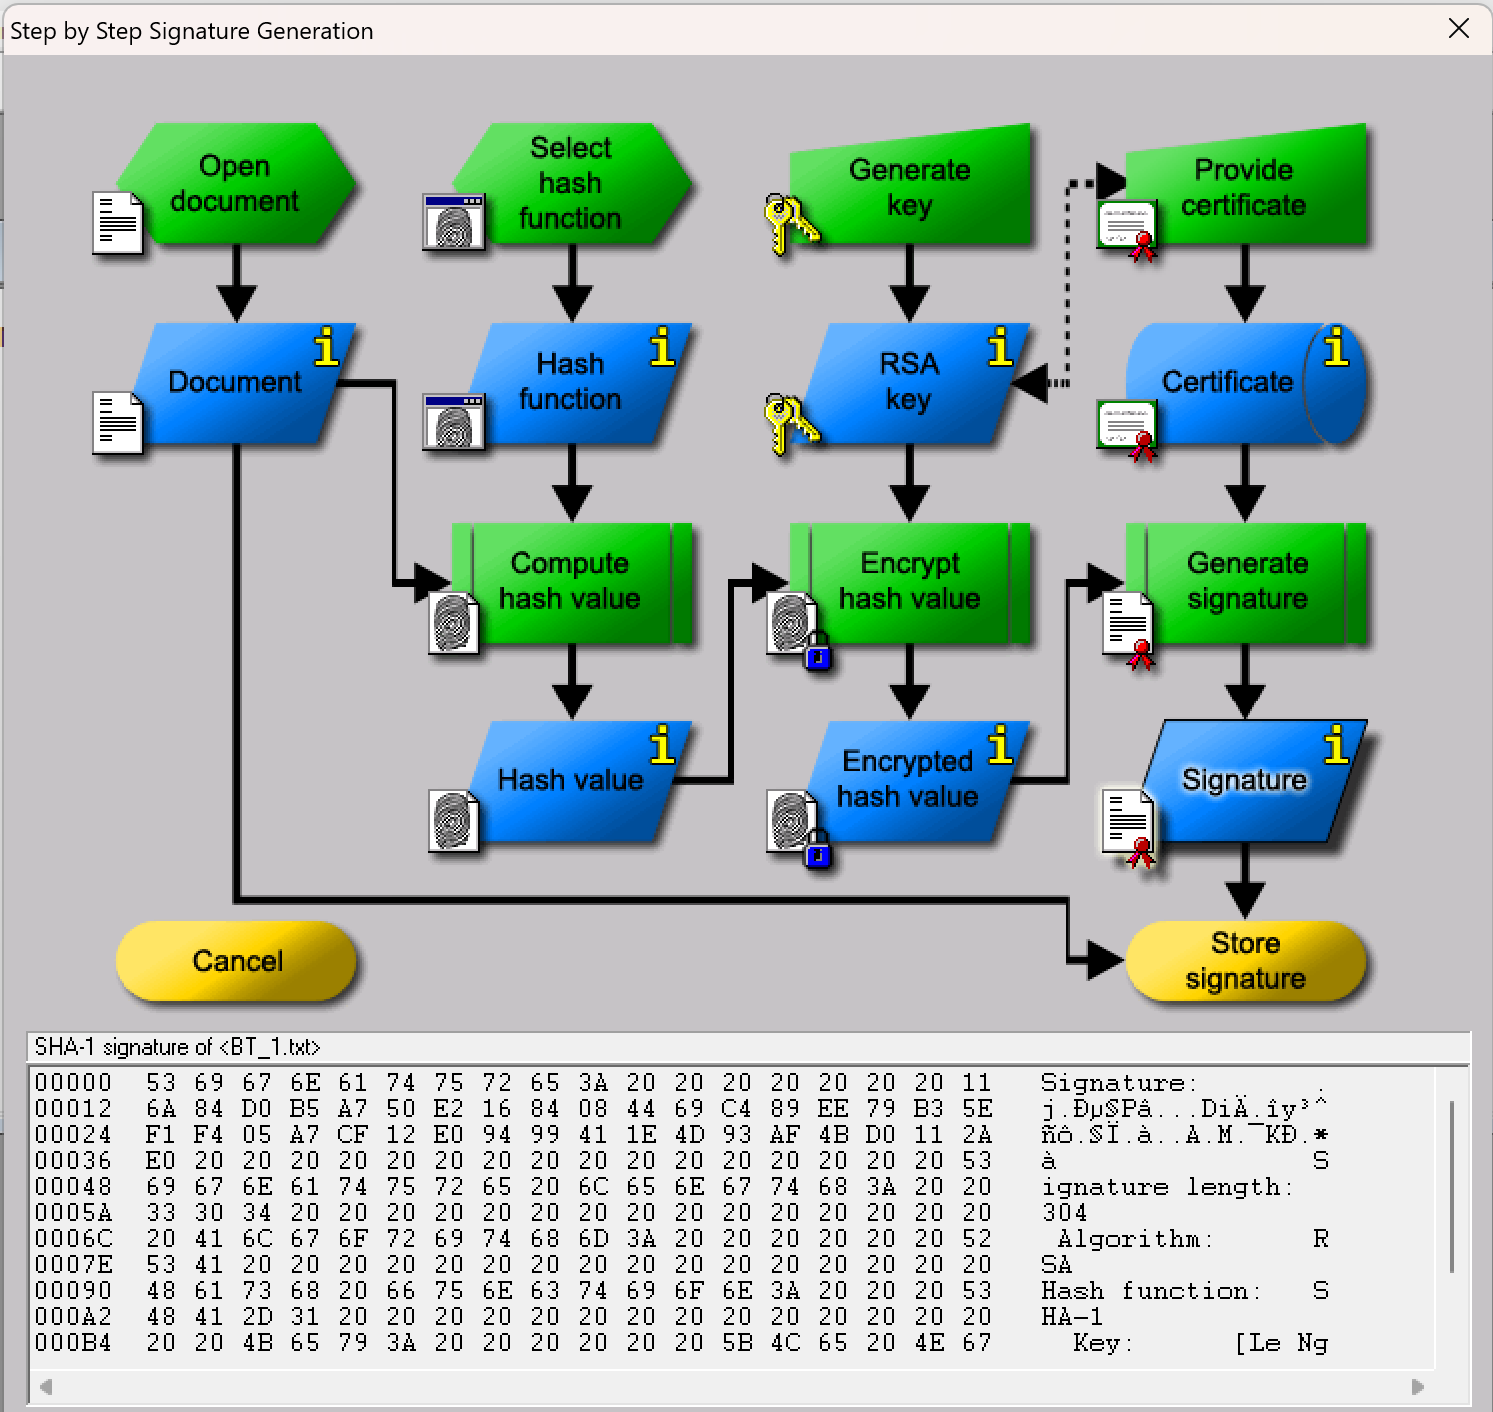 Step by Step Signature Generation
Open
document
Select
hash
function
Generate
key
Provide
certificate
Document
Hash
function
RSA
key
Certificate
Compute
hash value
Encrypt
hash value
Generate
signature
Hash value
Encrypted
hash value
Signature
Cancel
Store
signature
SHA-1 signature of <BT_1.txt>
00000 53 69 67 6E 61 74 75 72 65 3A 20 20 20 20 20 20 20 11 Signature: .
00012 6A 84 D0 B5 A7 50 E2 16 84 08 44 69 C4 89 EE 79 B3 5E j.Ðµ§Pâ...DiÄ.îy³^
00024 F1 F4 05 A7 CF 12 E0 94 99 41 1E 4D 93 AF 4B D0 11 2A ñô.§Ï.à..A.M.¯KÐ.*
00036 E0 20 20 20 20 20 20 20 20 20 20 20 20 20 20 20 20 53 à S
00048 69 67 6E 61 74 75 72 65 20 6C 65 6E 67 74 68 3A 20 20 ignature length:
0005A 33 30 34 20 20 20 20 20 20 20 20 20 20 20 20 20 20 20 304
0006C 20 41 6C 67 6F 72 69 74 68 6D 3A 20 20 20 20 20 20 52 Algorithm: R
0007E 53 41 20 20 20 20 20 20 20 20 20 20 20 20 20 20 20 20 SA
00090 48 61 73 68 20 66 75 6E 63 74 69 6F 6E 3A 20 20 20 53 Hash function: S
000A2 48 41 2D 31 20 20 20 20 20 20 20 20 20 20 20 20 20 20 HA-1
000B4 20 20 4B 65 79 3A 20 20 20 20 20 20 5B 4C 65 20 4E 67 Key: [Le Ng